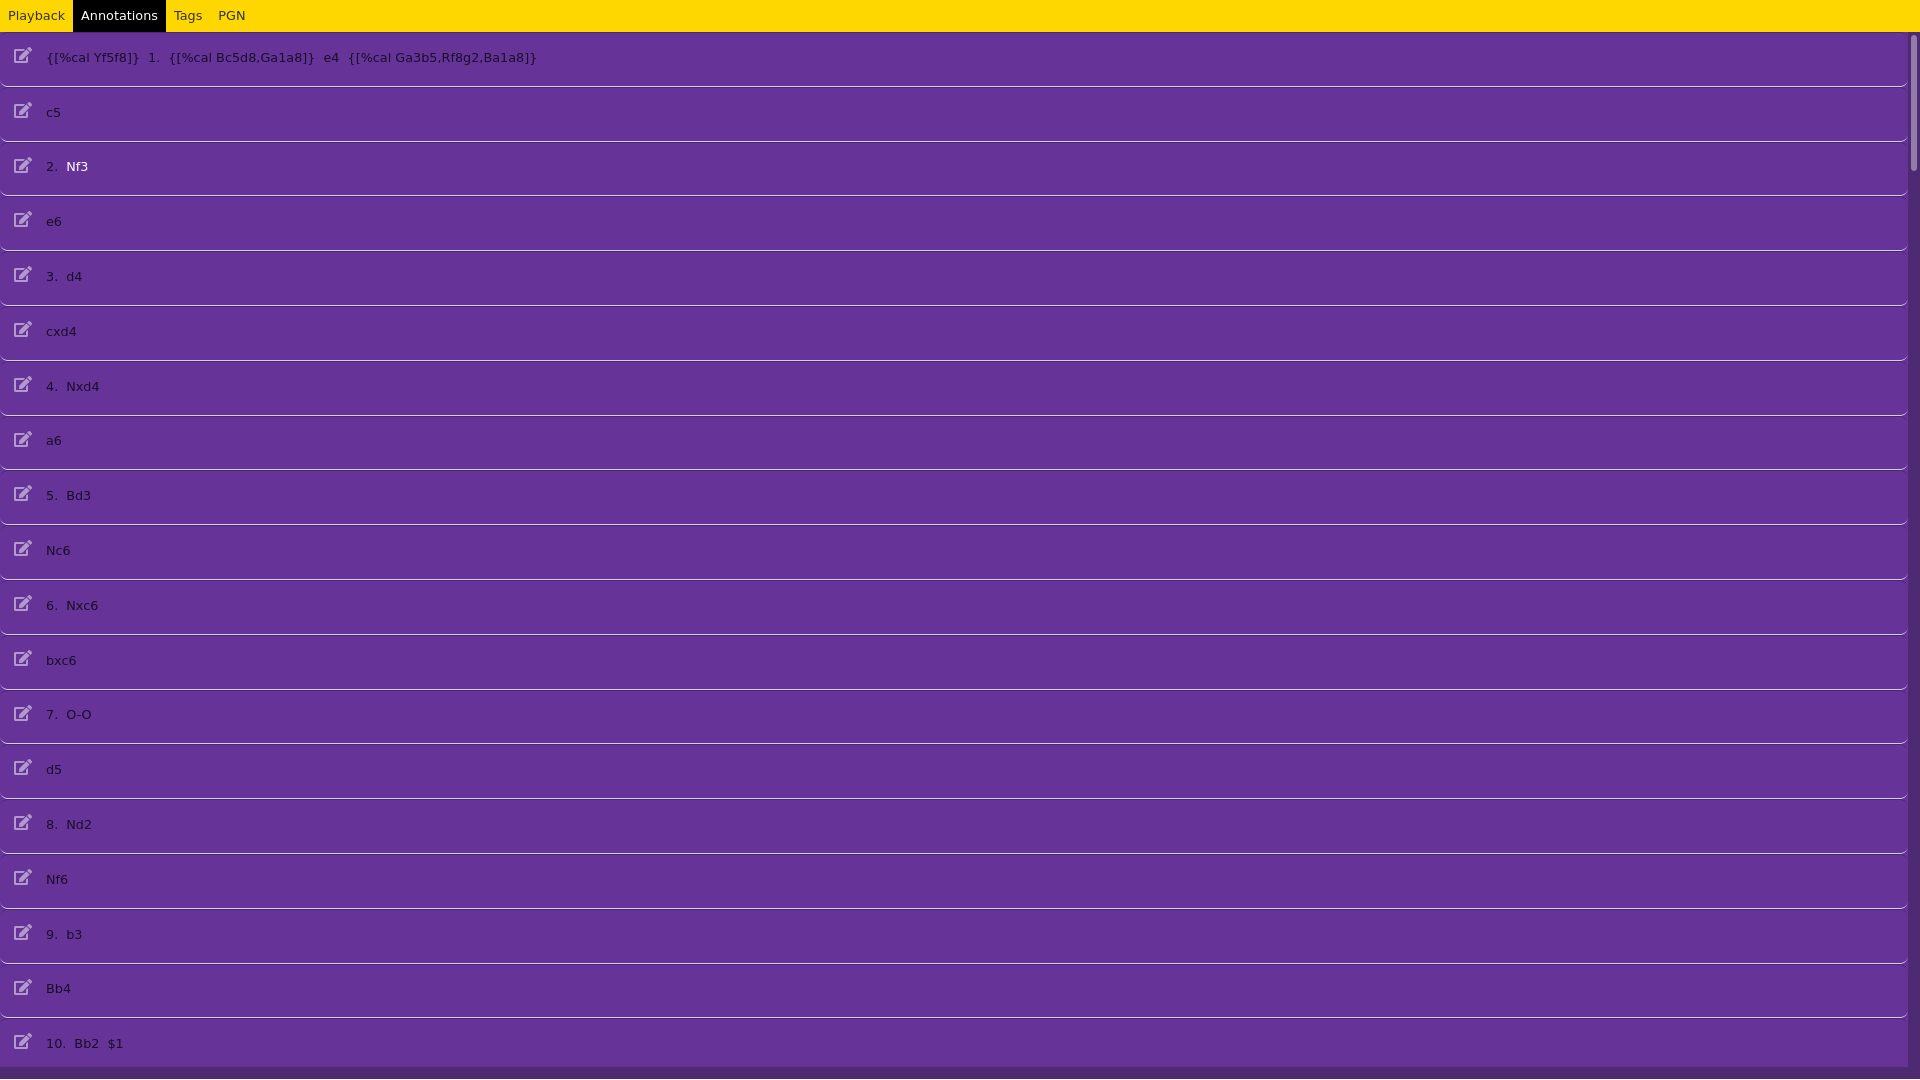 Playback Annotations Tags PGN
{[%cal Yf5f8]} 1. {[%cal Bc5d8,Ga1a8]} e4 {[%cal Ga3b5,Rf8g2,Ba1a8]}
c5
2. Nf3
e6
3. d4
cxd4
4. Nxd4
a6
5. Bd3
Nc6
6. Nxc6
bxc6
7. O-O
d5
8. Nd2
Nf6
9. b3
Bb4
10. Bb2 $1